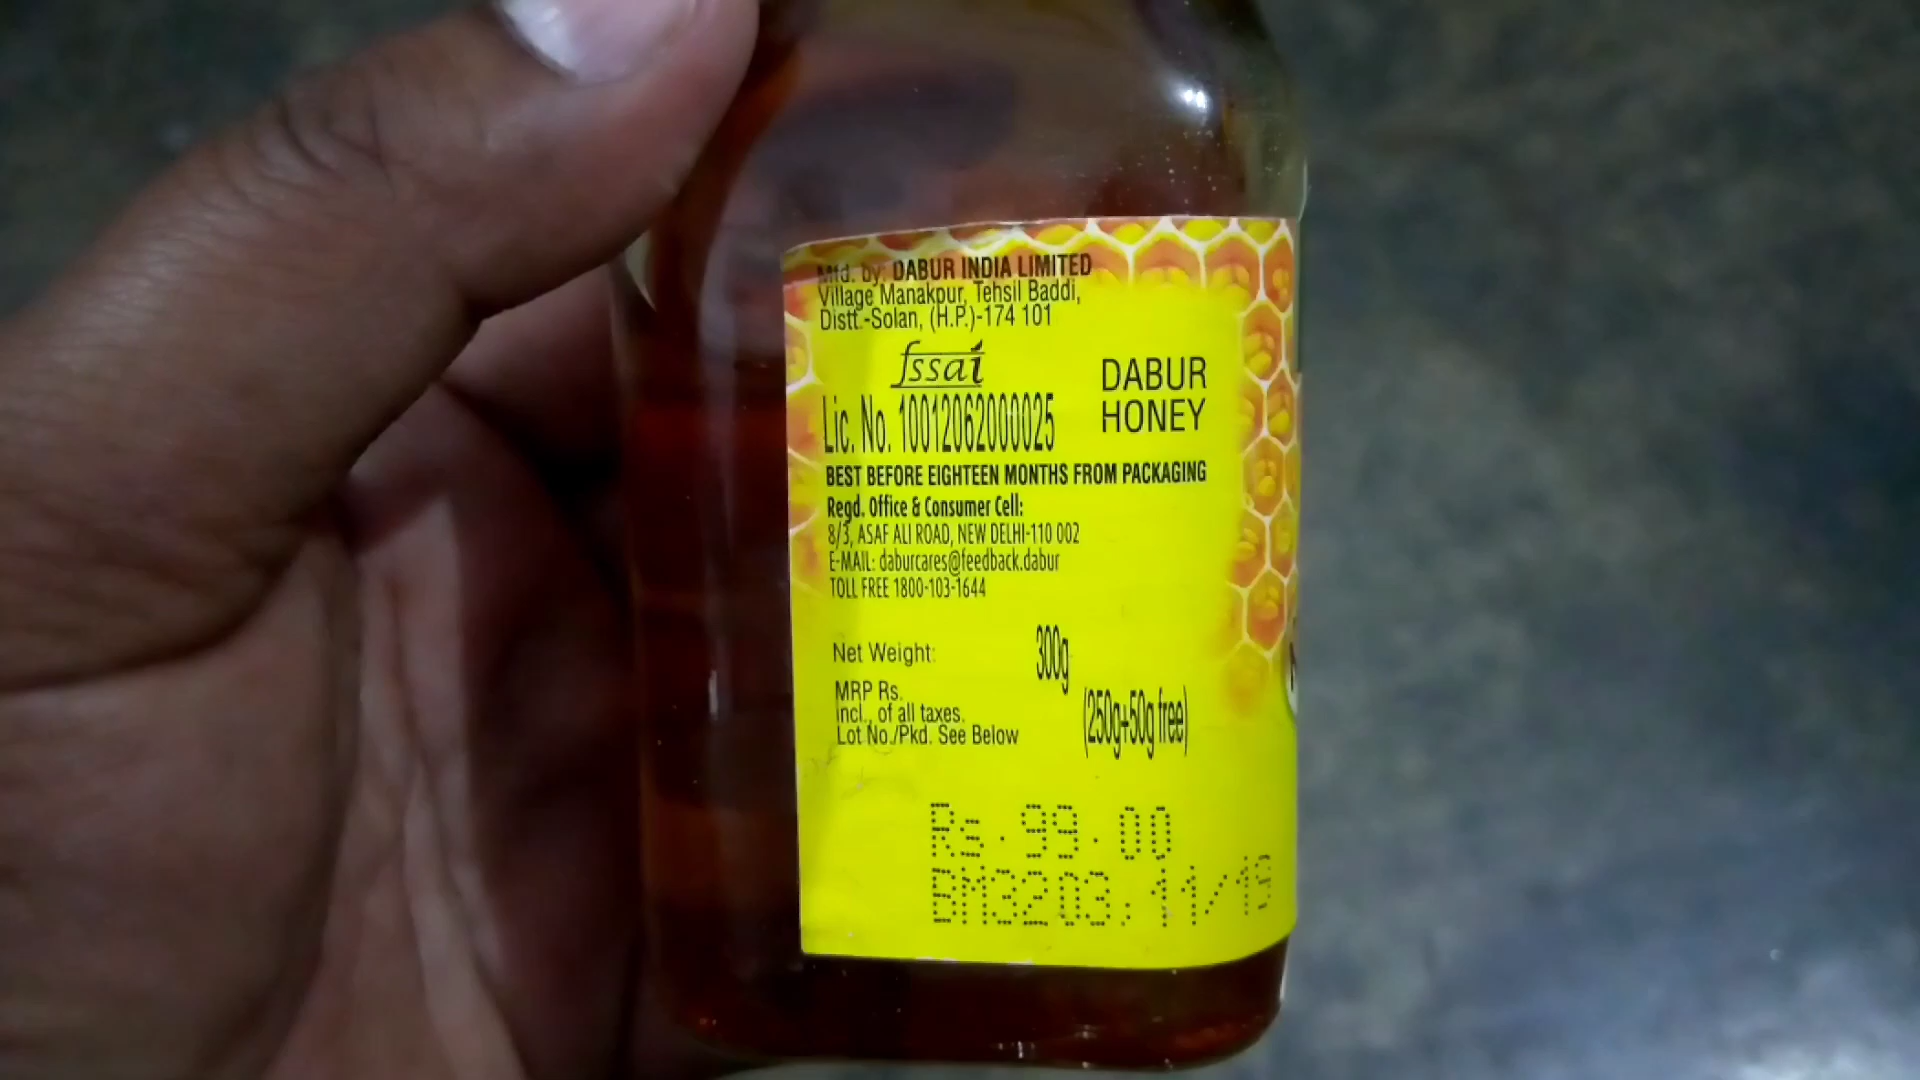 Mfd. by: DABUR INDIA LIMITED
Village Manakpur, Tehsil Baddi,
Distt.-Solan, (H.P.)-174 101
fssai
Lic. No. 10012062000025
DABUR
HONEY
BEST BEFORE EIGHTEEN MONTHS FROM PACKAGING
Regd. Office & Consumer Cell:
8/3, ASAF ALI ROAD, NEW DELHI-110 002
E-MAIL: daburcares@feedback.dabur
TOLL FREE 1800-103-1644
Net Weight: 300g
(250g+50g free)
MRP Rs.
incl., of all taxes.
Lot No./Pkd. See Below
Rs.99.00
BM3203; 11/19